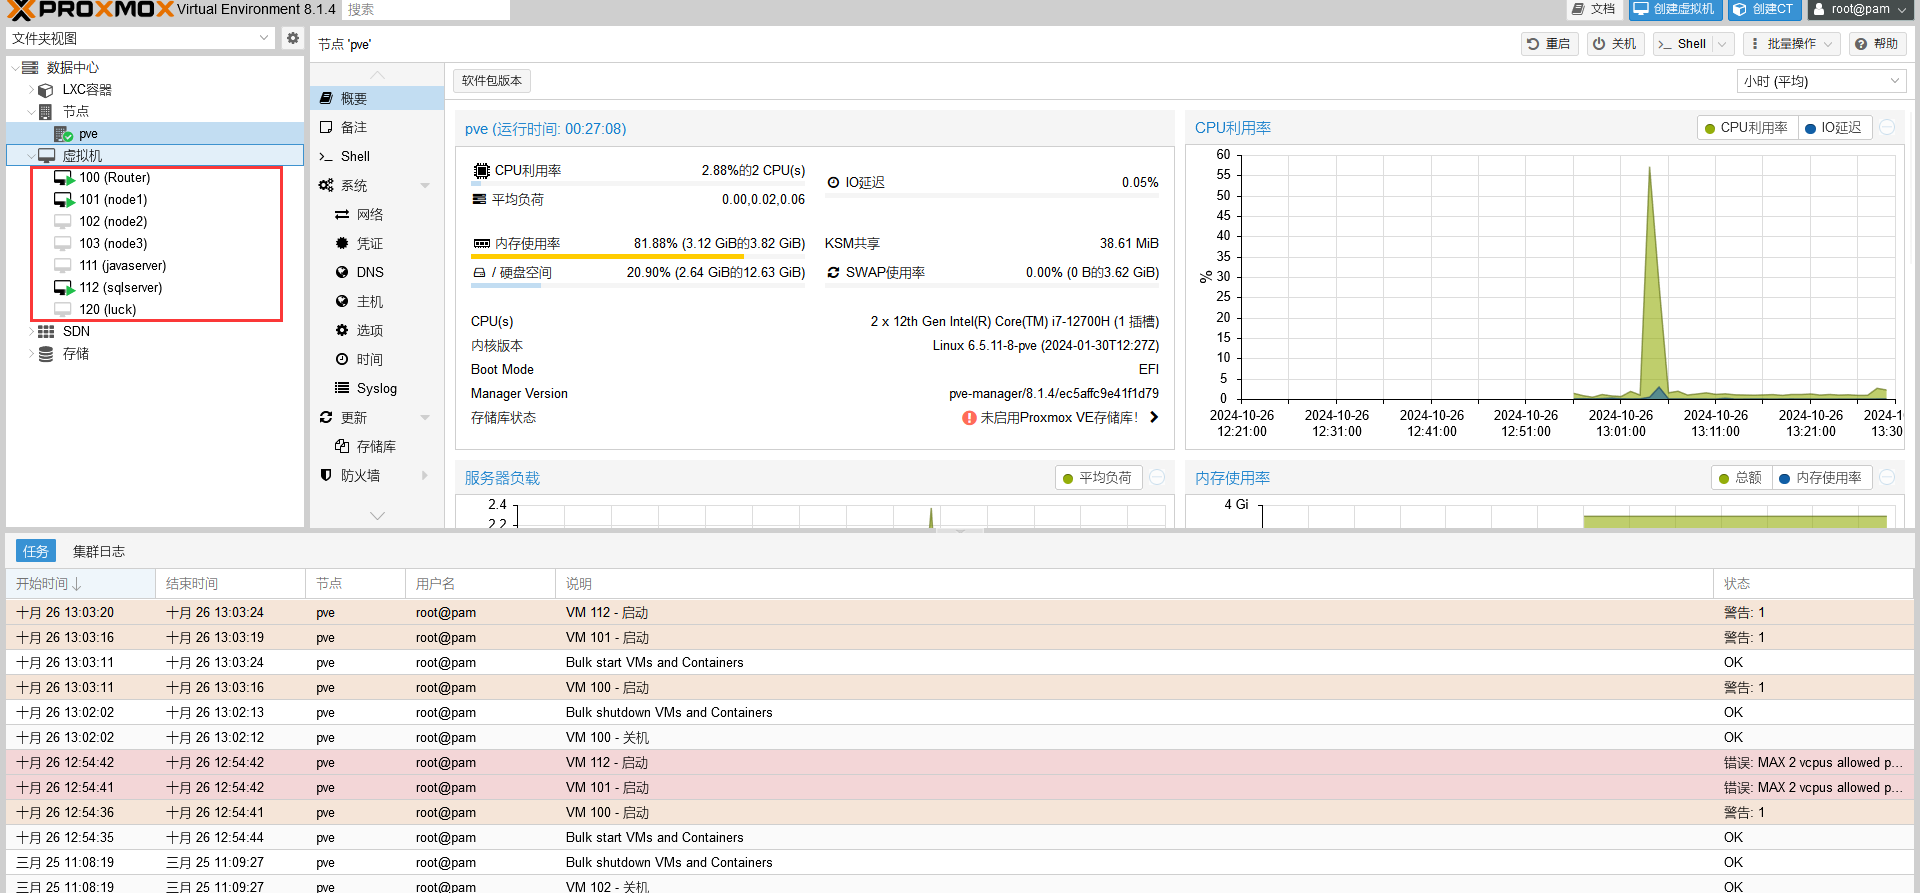 PROXMOX Virtual Environment 8.1.4 搜索 文档 创建虚拟机 创建CT root@pam
文件夹视图
数据中心
LXC容器
节点
pve
虚拟机
100 (Router)
101 (node1)
102 (node2)
103 (node3)
111 (javaserver)
112 (sqlserver)
120 (luck)
SDN
存储
节点 'pve' 重启 关机 Shell 批量操作 帮助
概要
备注
Shell
系统
网络
凭证
DNS
主机
选项
时间
Syslog
更新
存储库
防火墙
软件包版本 小时 (平均)
pve (运行时间: 00:27:08)
CPU利用率 2.88%的2 CPU(s)
平均负荷 0.00,0.02,0.06
IO延迟 0.05%
内存使用率 81.88% (3.12 GiB的3.82 GiB)
KSM共享 38.61 MiB
/ 硬盘空间 20.90% (2.64 GiB的12.63 GiB)
SWAP使用率 0.00% (0 B的3.62 GiB)
CPU(s) 2 x 12th Gen Intel(R) Core(TM) i7-12700H (1 插槽)
内核版本 Linux 6.5.11-8-pve (2024-01-30T12:27Z)
Boot Mode EFI
Manager Version pve-manager/8.1.4/ec5affc9e41f1d79
存储库状态 未启用Proxmox VE存储库!
CPU利用率 CPU利用率 IO延迟
60
55
50
45
40
35
30
25
20
15
10
5
0
%
2024-10-26 2024-10-26 2024-10-26 2024-10-26 2024-10-26 2024-10-26 2024-10-26 2024-1
12:21:00 12:31:00 12:41:00 12:51:00 13:01:00 13:11:00 13:21:00 13:30
服务器负载 平均负荷
2.4
2.2
内存使用率 总额 内存使用率
4 Gi
任务 集群日志
开始时间 结束时间 节点 用户名 说明 状态
十月 26 13:03:20 十月 26 13:03:24 pve root@pam VM 112 - 启动 警告: 1
十月 26 13:03:16 十月 26 13:03:19 pve root@pam VM 101 - 启动 警告: 1
十月 26 13:03:11 十月 26 13:03:24 pve root@pam Bulk start VMs and Containers OK
十月 26 13:03:11 十月 26 13:03:16 pve root@pam VM 100 - 启动 警告: 1
十月 26 13:02:02 十月 26 13:02:13 pve root@pam Bulk shutdown VMs and Containers OK
十月 26 13:02:02 十月 26 13:02:12 pve root@pam VM 100 - 关机 OK
十月 26 12:54:42 十月 26 12:54:42 pve root@pam VM 112 - 启动 错误: MAX 2 vcpus allowed p...
十月 26 12:54:41 十月 26 12:54:42 pve root@pam VM 101 - 启动 错误: MAX 2 vcpus allowed p...
十月 26 12:54:36 十月 26 12:54:41 pve root@pam VM 100 - 启动 警告: 1
十月 26 12:54:35 十月 26 12:54:44 pve root@pam Bulk start VMs and Containers OK
三月 25 11:08:19 三月 25 11:09:27 pve root@pam Bulk shutdown VMs and Containers OK
三月 25 11:08:19 三月 25 11:09:27 pve root@pam VM 102 - 关机 OK